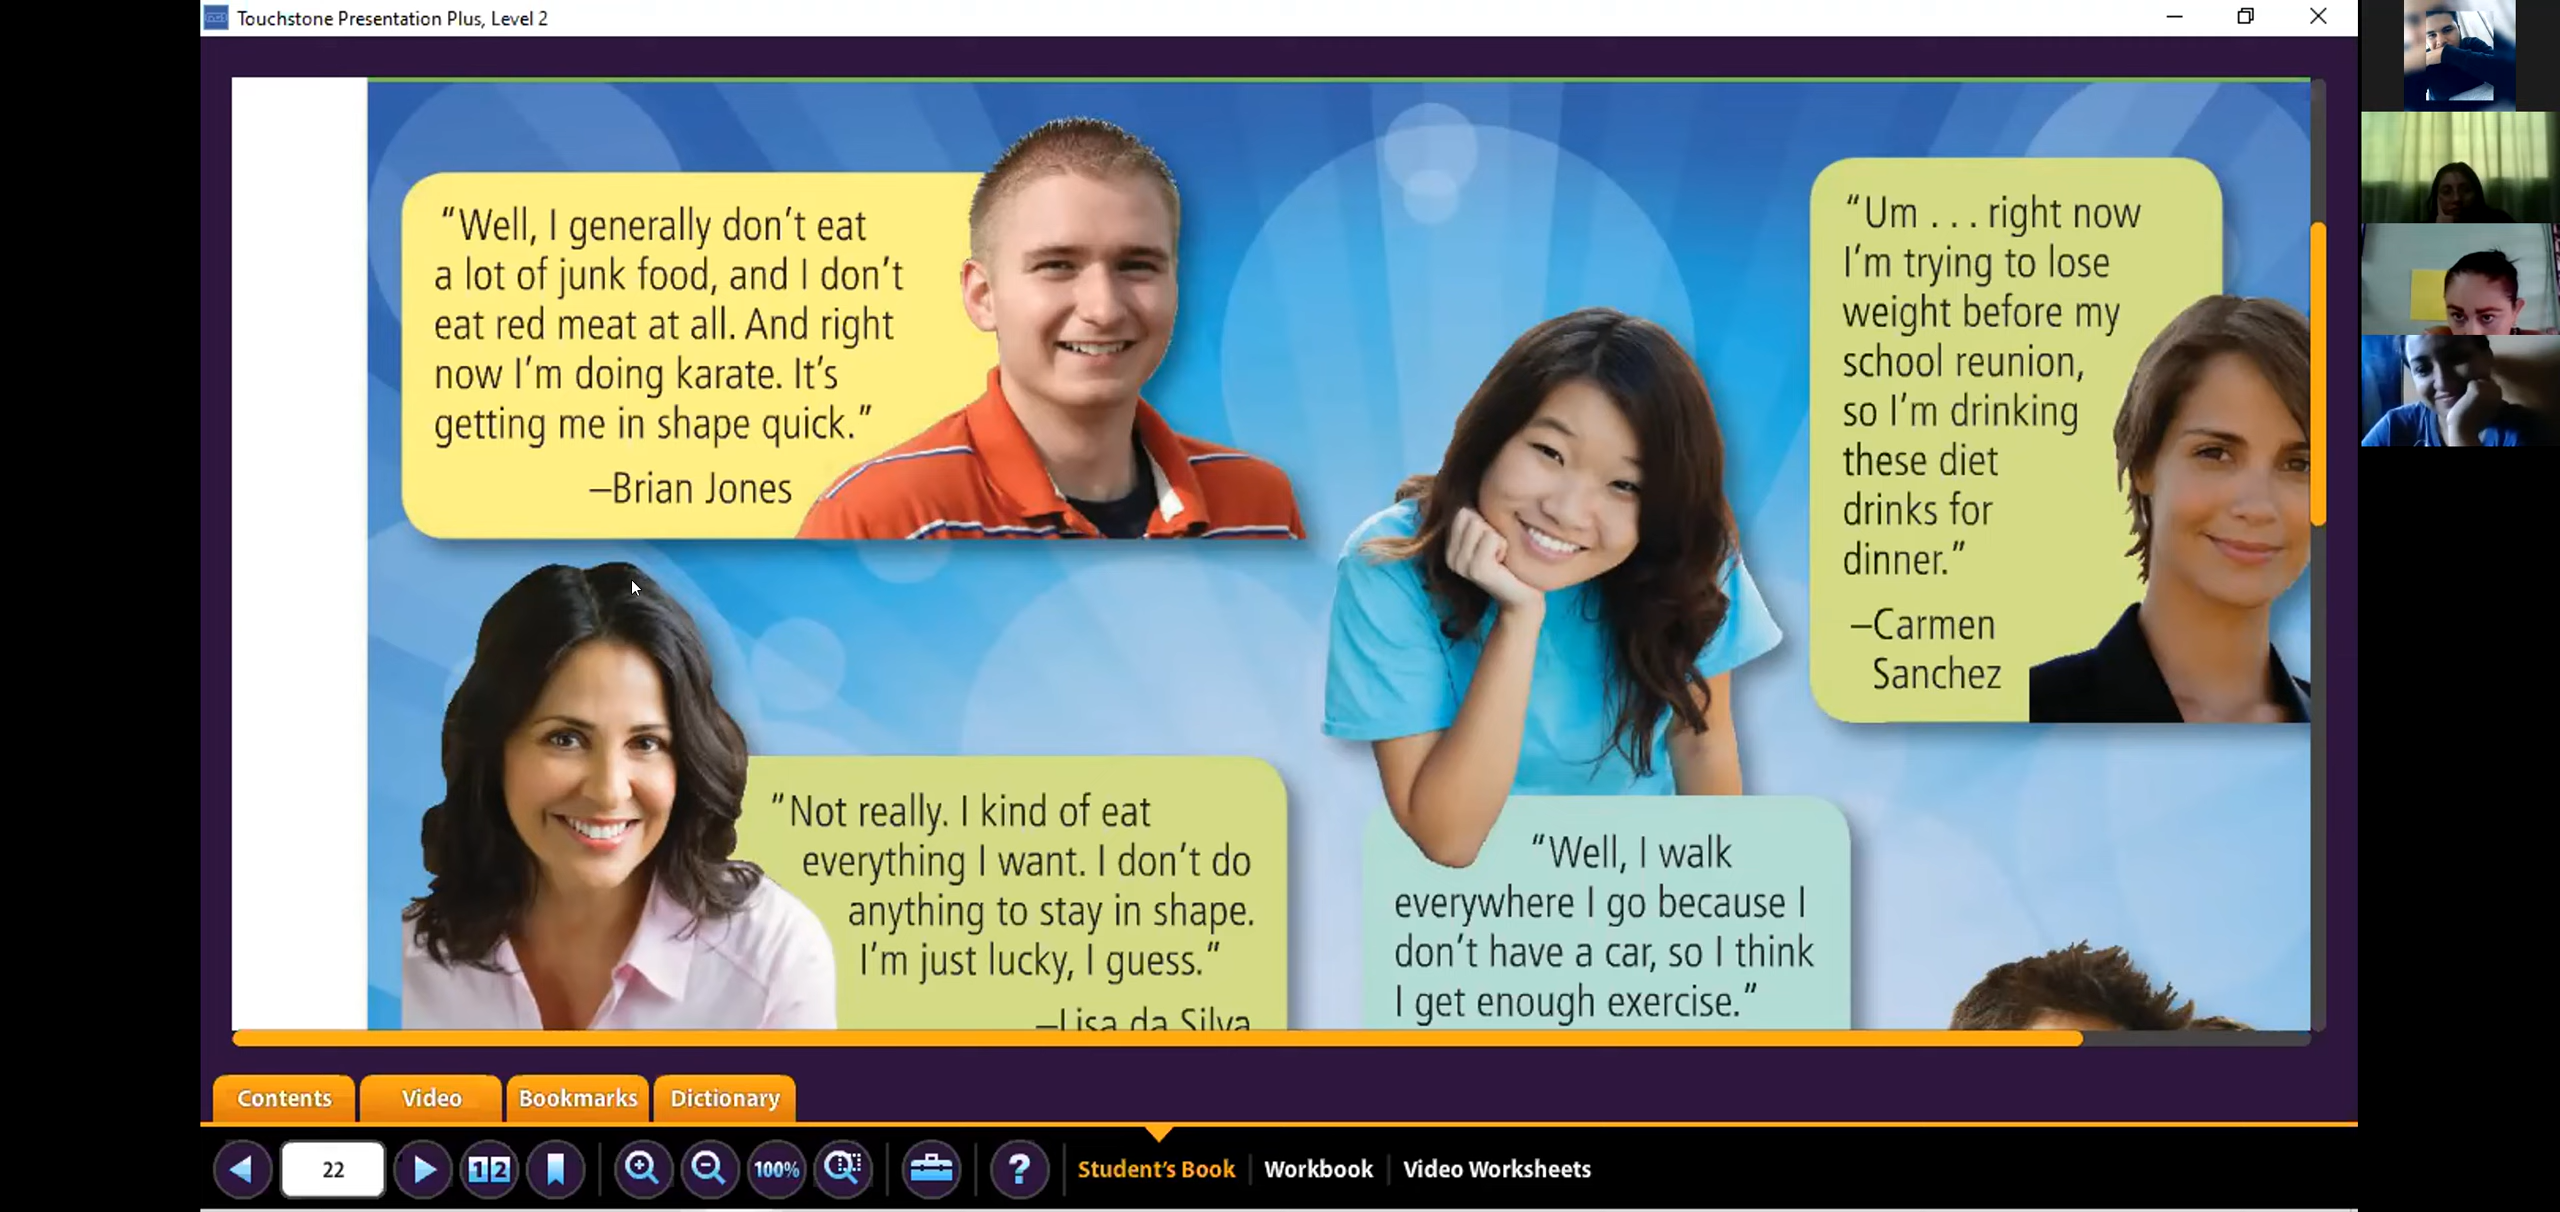 Touchstone Presentation Plus, Level 2
“Well, I generally don’t eat
a lot of junk food, and I don’t
eat red meat at all. And right
now I’m doing karate. It’s
getting me in shape quick.”
–Brian Jones
“Um . . . right now
I’m trying to lose
weight before my
school reunion,
so I’m drinking
these diet
drinks for
dinner.”
–Carmen
Sanchez
“Not really. I kind of eat
everything I want. I don’t do
anything to stay in shape.
I’m just lucky, I guess.”
–Lisa da Silva
“Well, I walk
everywhere I go because I
don’t have a car, so I think
I get enough exercise.”
Contents
Video
Bookmarks
Dictionary
22
12
100%
?
Student’s Book
Workbook
Video Worksheets